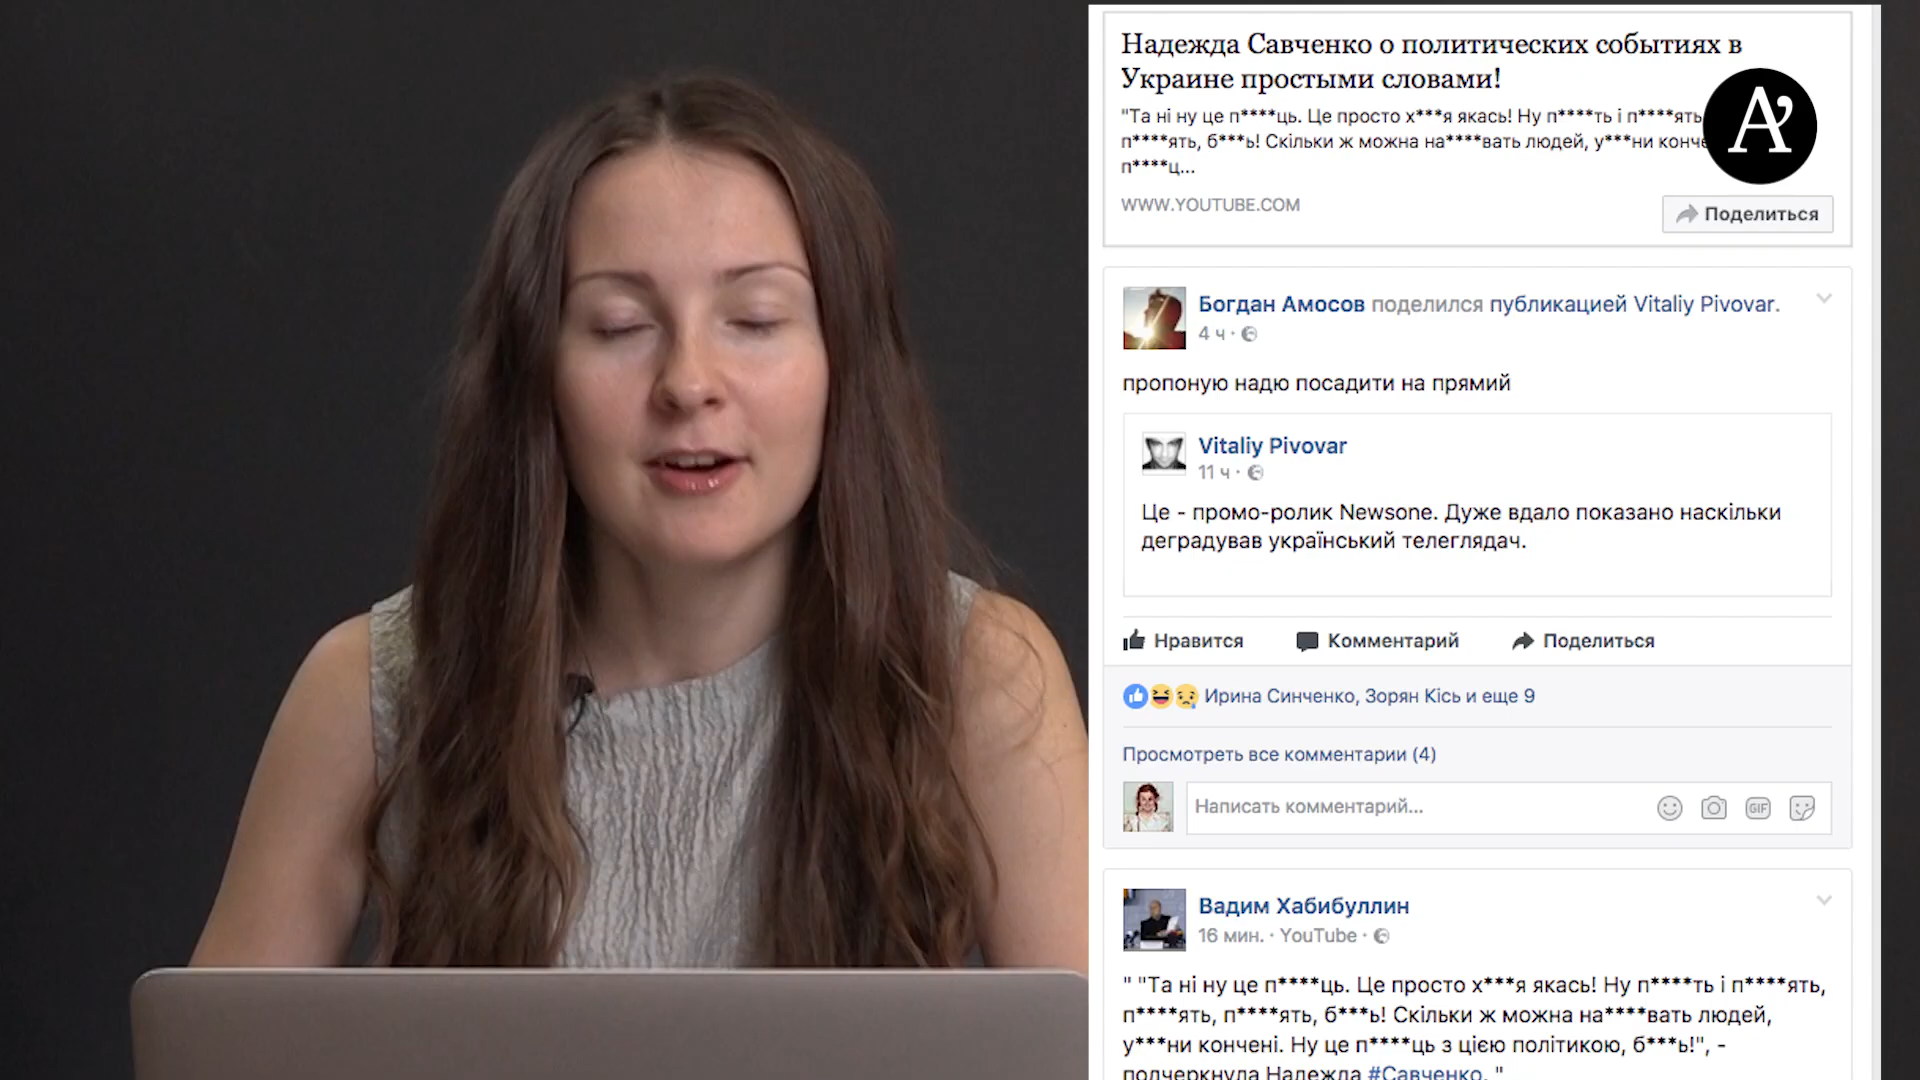 Надежда Савченко о политических событиях в
Украине простыми словами!
"Та ні ну це п****ць. Це просто х***я якась! Ну п****ть і п****ять,
п****ять, б***ь! Скільки ж можна на****вать людей, у***ни
п****ц...
WWW.YOUTUBE.COM
Поделиться
Богдан Амосов поделился публикацией Vitaliy Pivovar.
4 ч ·
пропоную надю посадити на прямий
Vitaliy Pivovar
11 ч ·
Це - промо-ролик Newsone. Дуже вдало показано наскільки
деградував український телеглядач.
Нравится Комментарий Поделиться
Ирина Синченко, Зорян Кісь и еще 9
Просмотреть все комментарии (4)
Написать комментарий...
GIF
Вадим Хабибуллин
16 мин. · YouTube ·
" "Та ні ну це п****ць. Це просто х***я якась! Ну п****ть і п****ять,
п****ять, п****ять, б***ь! Скільки ж можна на****вать людей,
у***ни кончені. Ну це п****ць з цією політикою, б***ь!", -
подчеркнула Надежда #Савченко. "